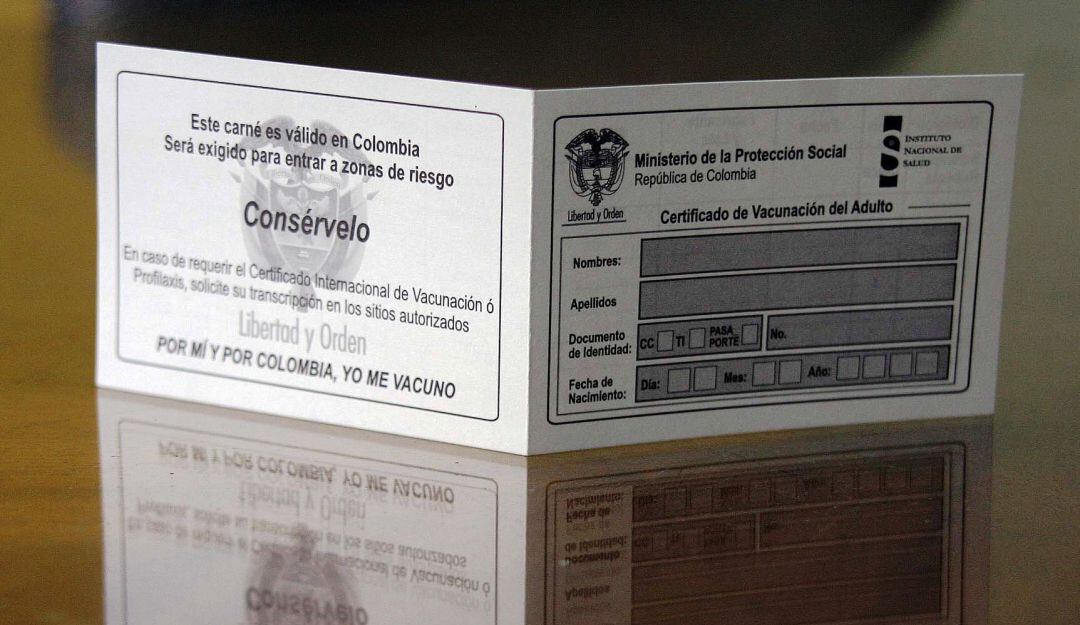 Este carné es válido en Colombia
Será exigido para entrar a zonas de riesgo
Consérvelo
En caso de requerir el Certificado Internacional de Vacunación ó
Profilaxis, solicite su transcripción en los sitios autorizados
Libertad y Orden
POR MÍ Y POR COLOMBIA, YO ME VACUNO
Libertad y Orden
Ministerio de la Protección Social
República de Colombia
INSTITUTO
NACIONAL DE
SALUD
Certificado de Vacunación del Adulto
Nombres:
Apellidos
Documento
de Identidad:
CC TI PASA
PORTE
No.
Fecha de
Nacimiento:
Día: Mes: Año: